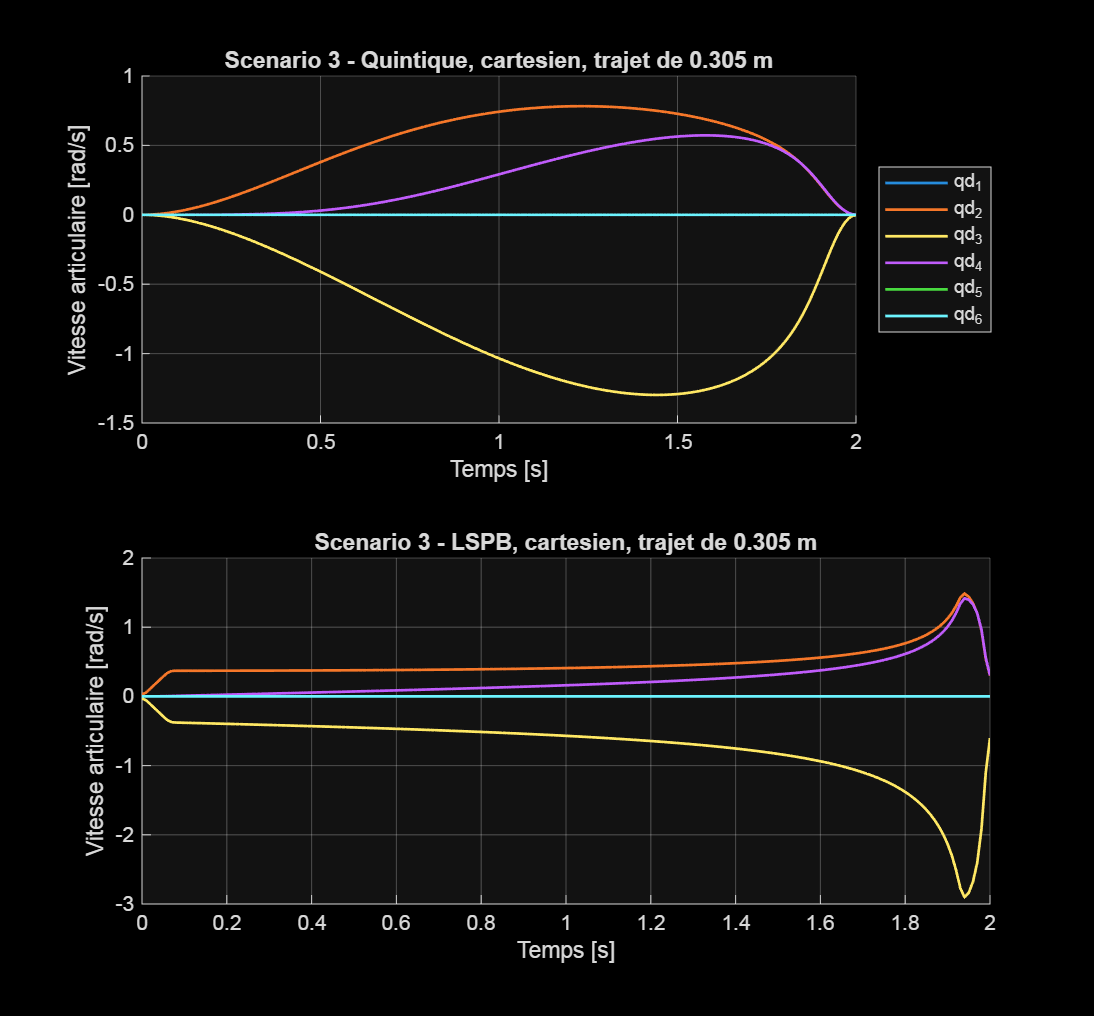 Scenario 3 - Quintique, cartesien, trajet de 0.305 m
1
0.5
0
-0.5
-1
-1.5
Vitesse articulaire [rad/s]
0 0.5 1 1.5 2
Temps [s]
qd1
qd2
qd3
qd4
qd5
qd6
Scenario 3 - LSPB, cartesien, trajet de 0.305 m
2
1
0
-1
-2
-3
Vitesse articulaire [rad/s]
0 0.2 0.4 0.6 0.8 1 1.2 1.4 1.6 1.8 2
Temps [s]